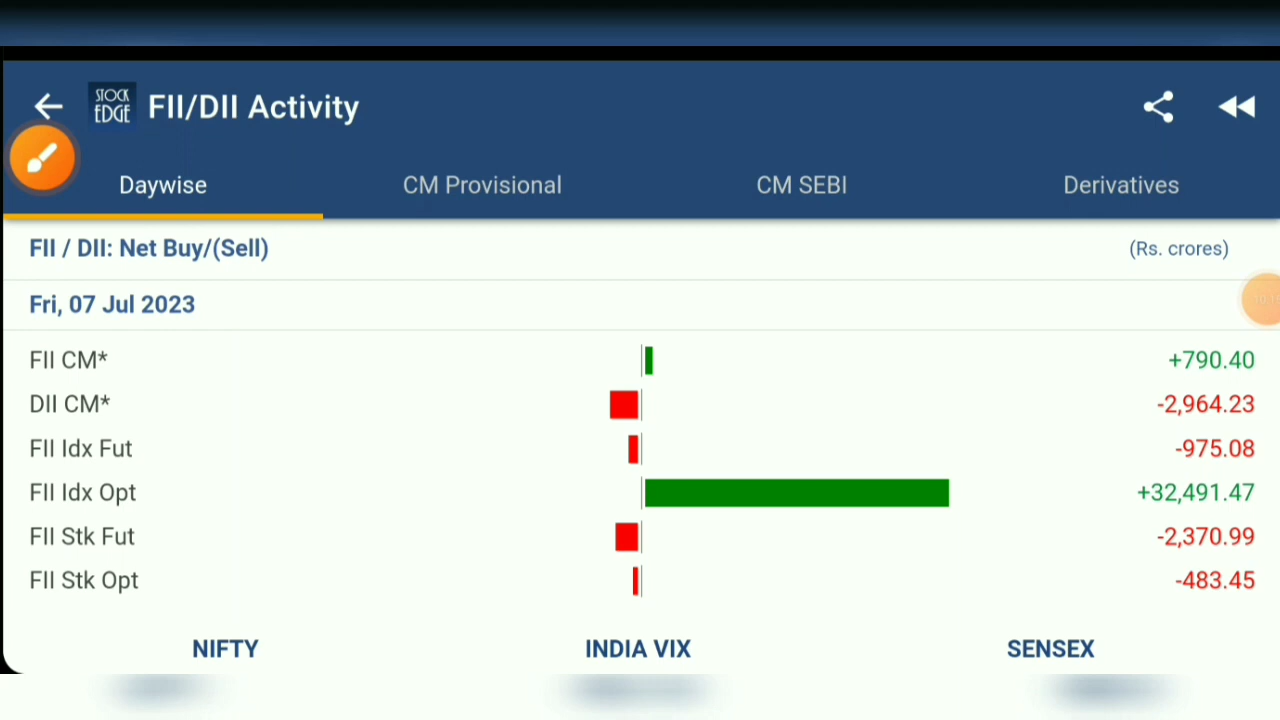 STOCK
EDGE
FII/DII Activity
Daywise CM Provisional CM SEBI Derivatives
FII / DII: Net Buy/(Sell) (Rs. crores)
Fri, 07 Jul 2023
FII CM* +790.40
DII CM* -2,964.23
FII Idx Fut -975.08
FII Idx Opt +32,491.47
FII Stk Fut -2,370.99
FII Stk Opt -483.45
NIFTY INDIA VIX SENSEX